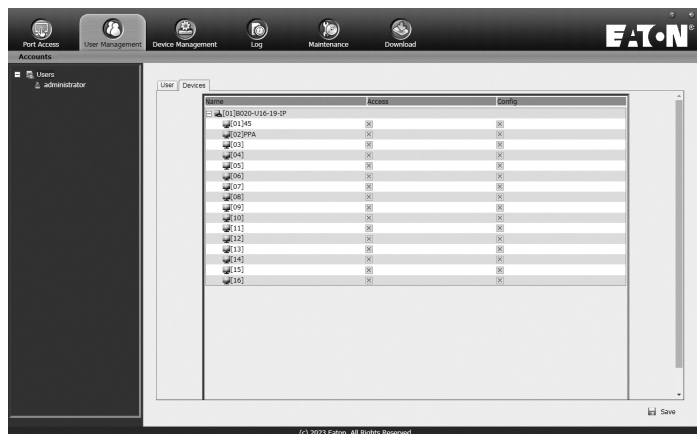 Port Access User Management Device Management Log Maintenance Download
EATON®
Accounts
Users
administrator
User Devices
Name Access Config
[01]B020-U16-19-IP
[01]45
[02]PPA
[03]
[04]
[05]
[06]
[07]
[08]
[09]
[10]
[11]
[12]
[13]
[14]
[15]
[16]
Save
(c) 2023 Eaton. All Rights Reserved.